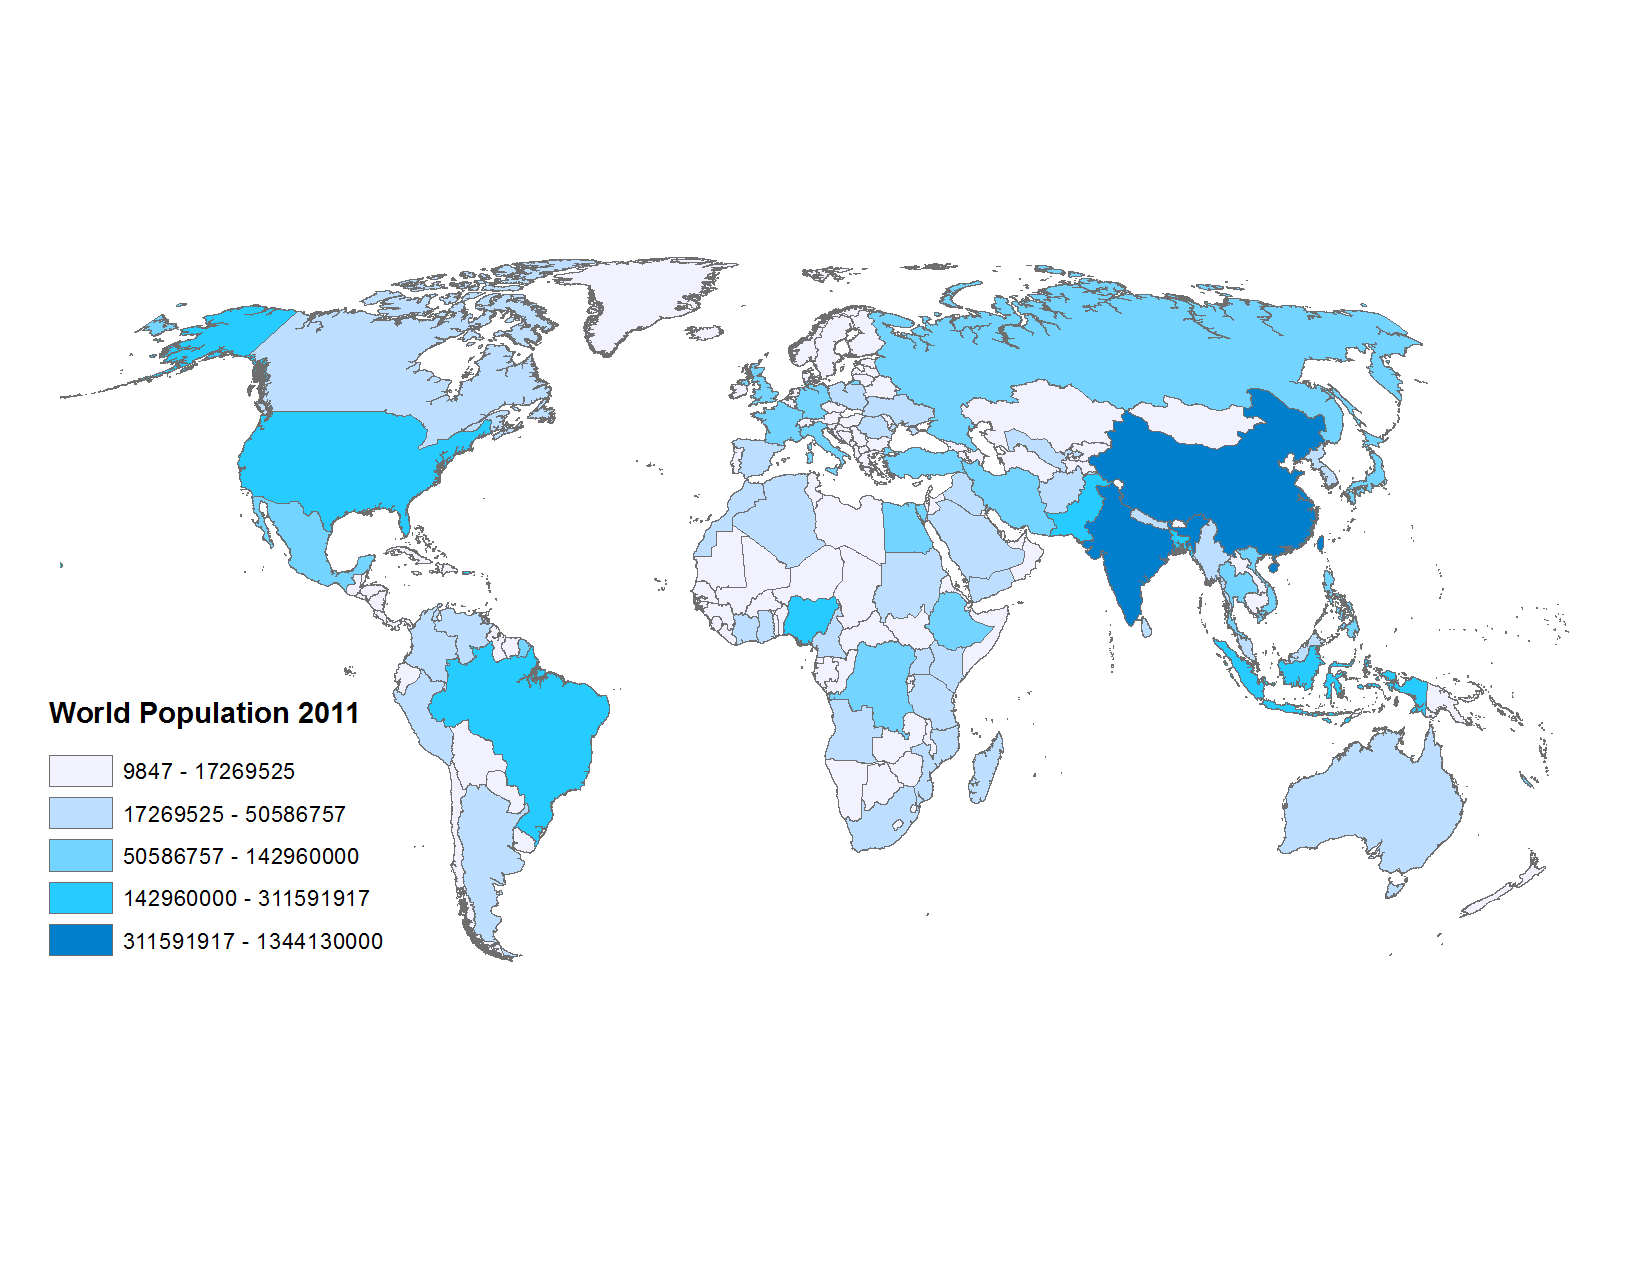 World Population 2011
9847 - 17269525
17269525 - 50586757
50586757 - 142960000
142960000 - 311591917
311591917 - 1344130000